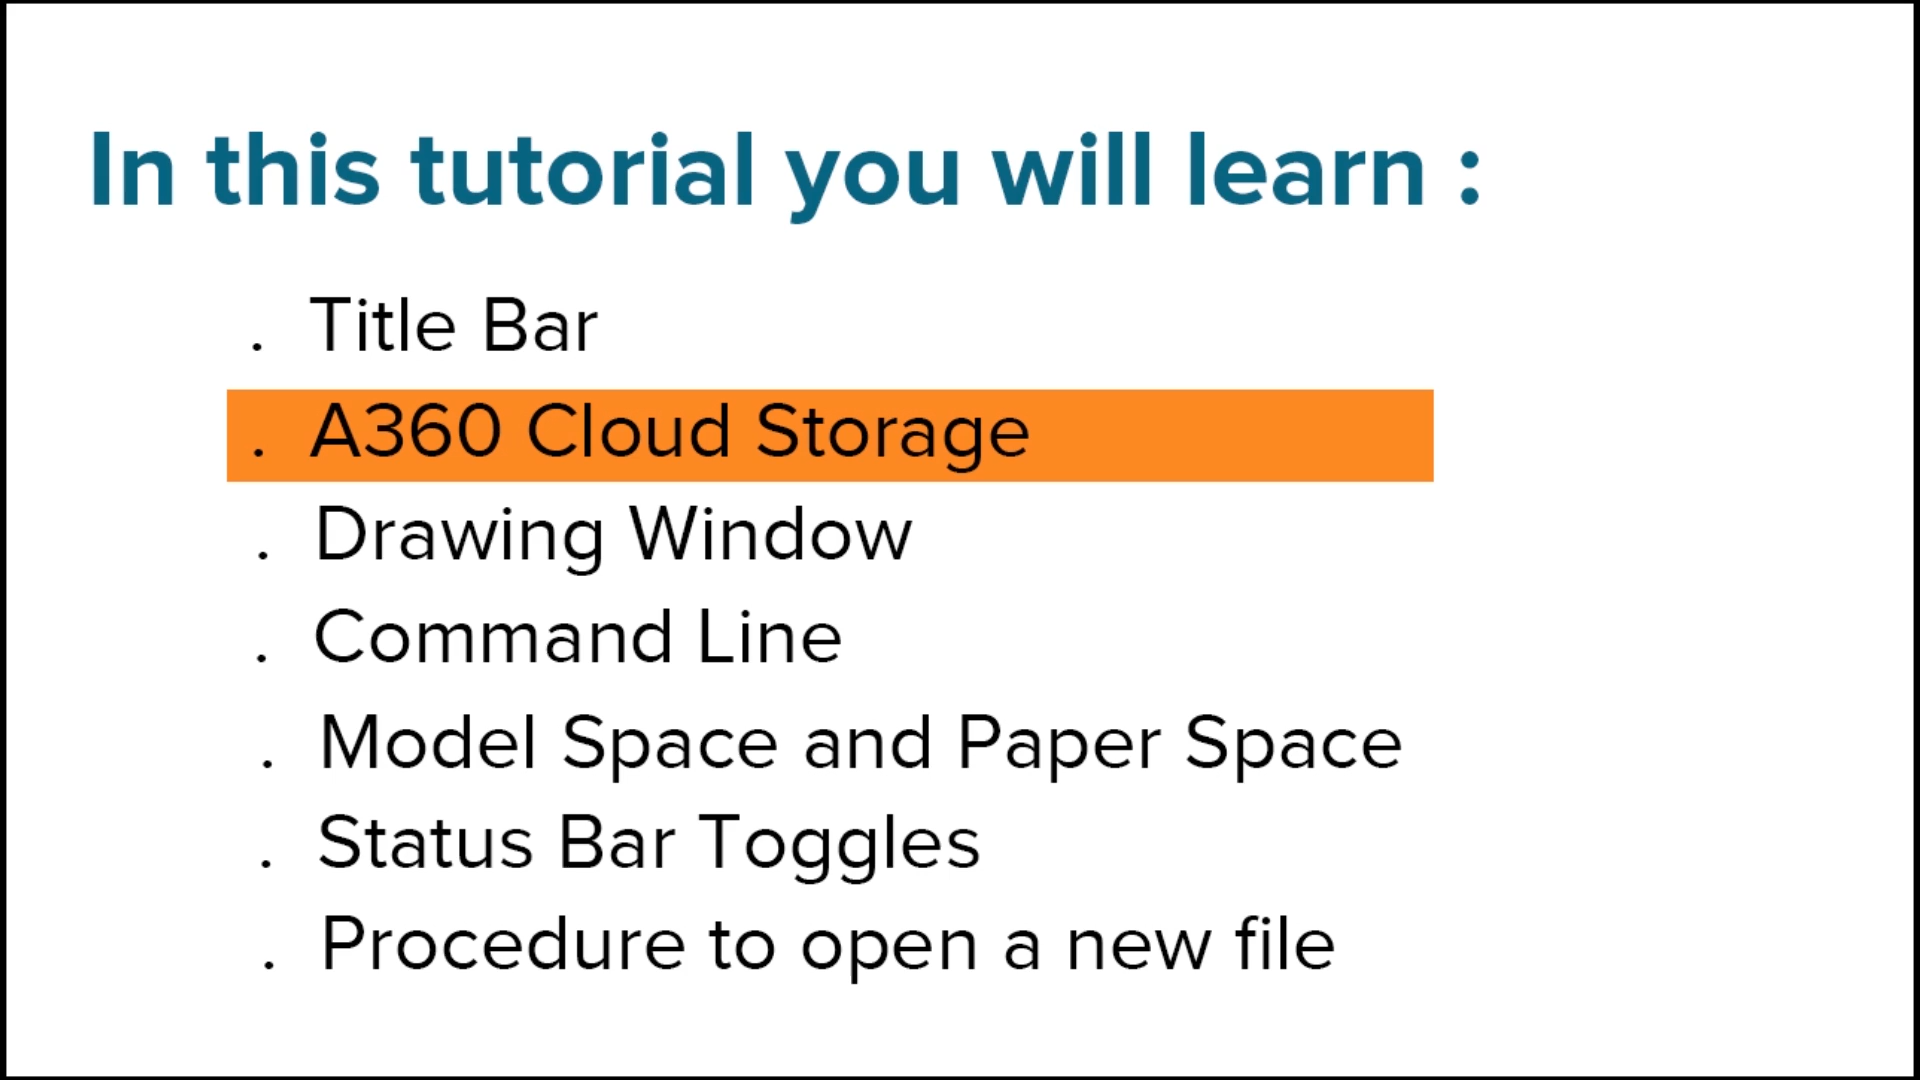 In this tutorial you will learn :
. Title Bar
. A360 Cloud Storage
. Drawing Window
. Command Line
. Model Space and Paper Space
. Status Bar Toggles
. Procedure to open a new file